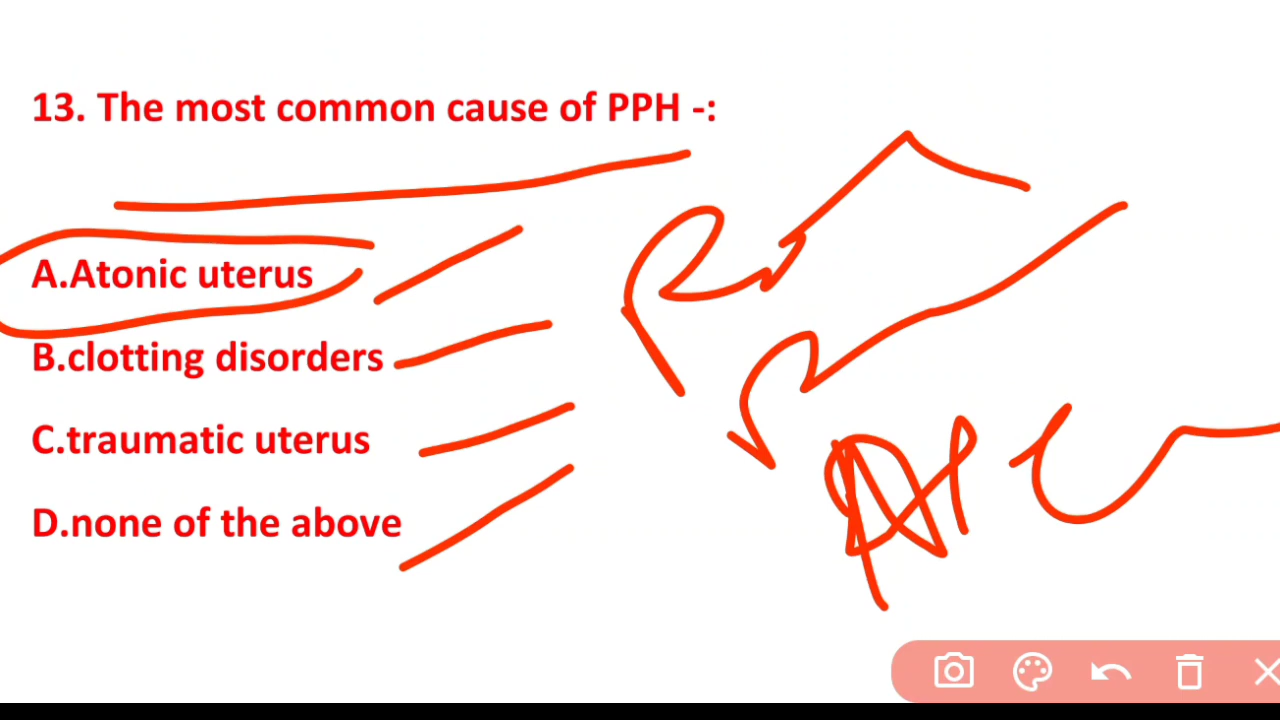 13. The most common cause of PPH -:
A.Atonic uterus
B.clotting disorders
C.traumatic uterus
D.none of the above